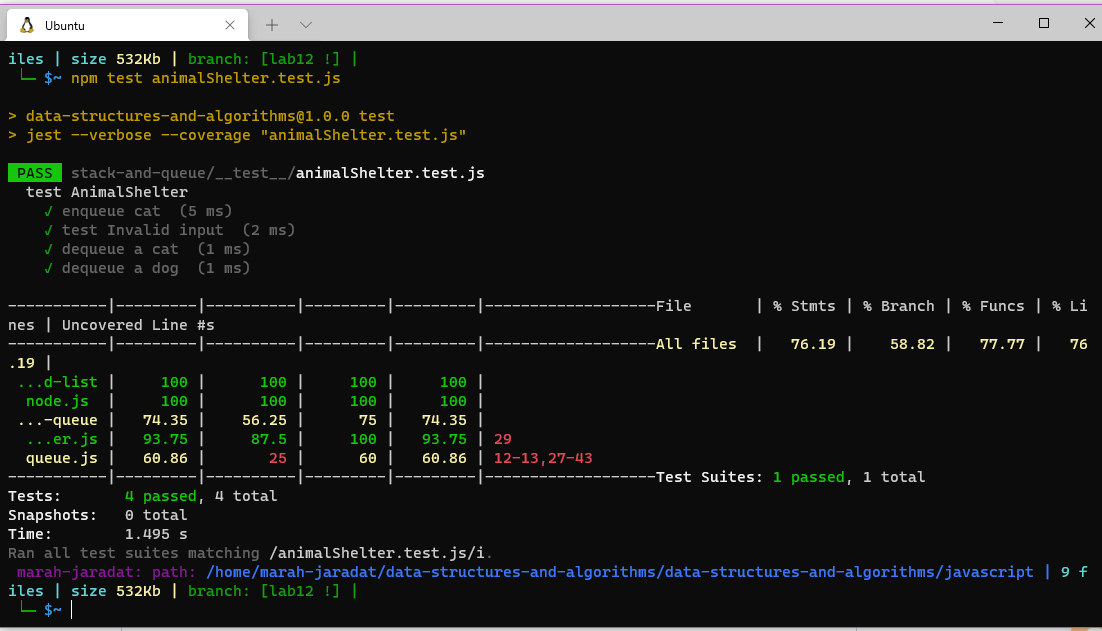 Ubuntu
iles | size 532Kb | branch: [lab12 !] |
└─ $~ npm test animalShelter.test.js
> data-structures-and-algorithms@1.0.0 test
> jest --verbose --coverage "animalShelter.test.js"
PASS stack-and-queue/__test__/animalShelter.test.js
test AnimalShelter
√ enqueue cat (5 ms)
√ test Invalid input (2 ms)
√ dequeue a cat (1 ms)
√ dequeue a dog (1 ms)
-----------|---------|----------|---------|---------|-------------------File | % Stmts | % Branch | % Funcs | % Li
nes | Uncovered Line #s
-----------|---------|----------|---------|---------|-------------------All files | 76.19 | 58.82 | 77.77 | 76
.19 |
...d-list | 100 | 100 | 100 | 100 |
node.js | 100 | 100 | 100 | 100 |
...-queue | 74.35 | 56.25 | 75 | 74.35 |
...er.js | 93.75 | 87.5 | 100 | 93.75 | 29
queue.js | 60.86 | 25 | 60 | 60.86 | 12-13,27-43
-----------|---------|----------|---------|---------|-------------------Test Suites: 1 passed, 1 total
Tests: 4 passed, 4 total
Snapshots: 0 total
Time: 1.495 s
Ran all test suites matching /animalShelter.test.js/i.
marah-jaradat: path: /home/marah-jaradat/data-structures-and-algorithms/data-structures-and-algorithms/javascript | 9 f
iles | size 532Kb | branch: [lab12 !] |
└─ $~